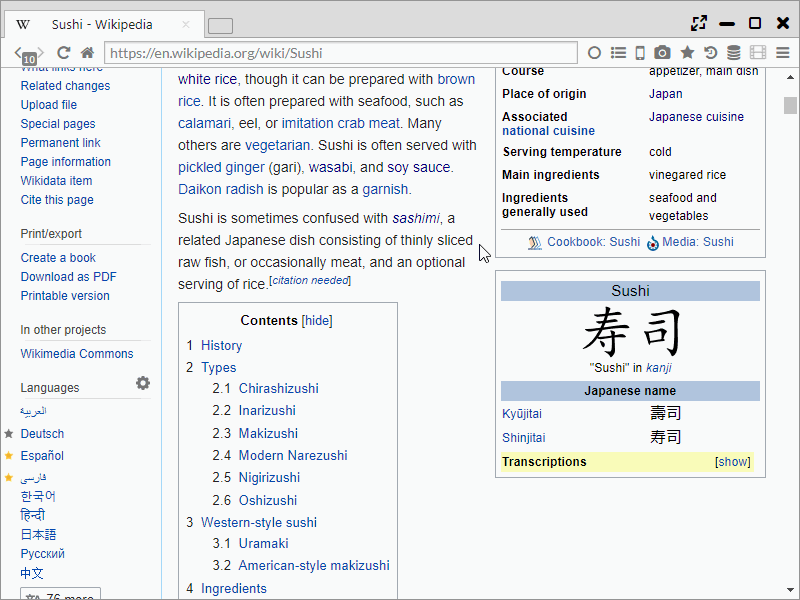 Sushi - Wikipedia
10
https://en.wikipedia.org/wiki/Sushi
What links here
Related changes
Upload file
Special pages
Permanent link
Page information
Wikidata item
Cite this page
Print/export
Create a book
Download as PDF
Printable version
In other projects
Wikimedia Commons
Languages
العربية
Deutsch
Español
فارسی
한국어
हिन्दी
日本語
Русский
中文
76 more
white rice, though it can be prepared with brown
rice. It is often prepared with seafood, such as
calamari, eel, or imitation crab meat. Many
others are vegetarian. Sushi is often served with
pickled ginger (gari), wasabi, and soy sauce.
Daikon radish is popular as a garnish.
Sushi is sometimes confused with sashimi, a
related Japanese dish consisting of thinly sliced
raw fish, or occasionally meat, and an optional
serving of rice.[citation needed]
Contents [hide]
1 History
2 Types
2.1 Chirashizushi
2.2 Inarizushi
2.3 Makizushi
2.4 Modern Narezushi
2.5 Nigirizushi
2.6 Oshizushi
3 Western-style sushi
3.1 Uramaki
3.2 American-style makizushi
4 Ingredients
Course appetizer, main dish
Place of origin Japan
Associated national cuisine Japanese cuisine
Serving temperature cold
Main ingredients vinegared rice
Ingredients generally used seafood and vegetables
Cookbook: Sushi Media: Sushi
Sushi
寿司
"Sushi" in kanji
Japanese name
Kyūjitai 壽司
Shinjitai 寿司
Transcriptions [show]